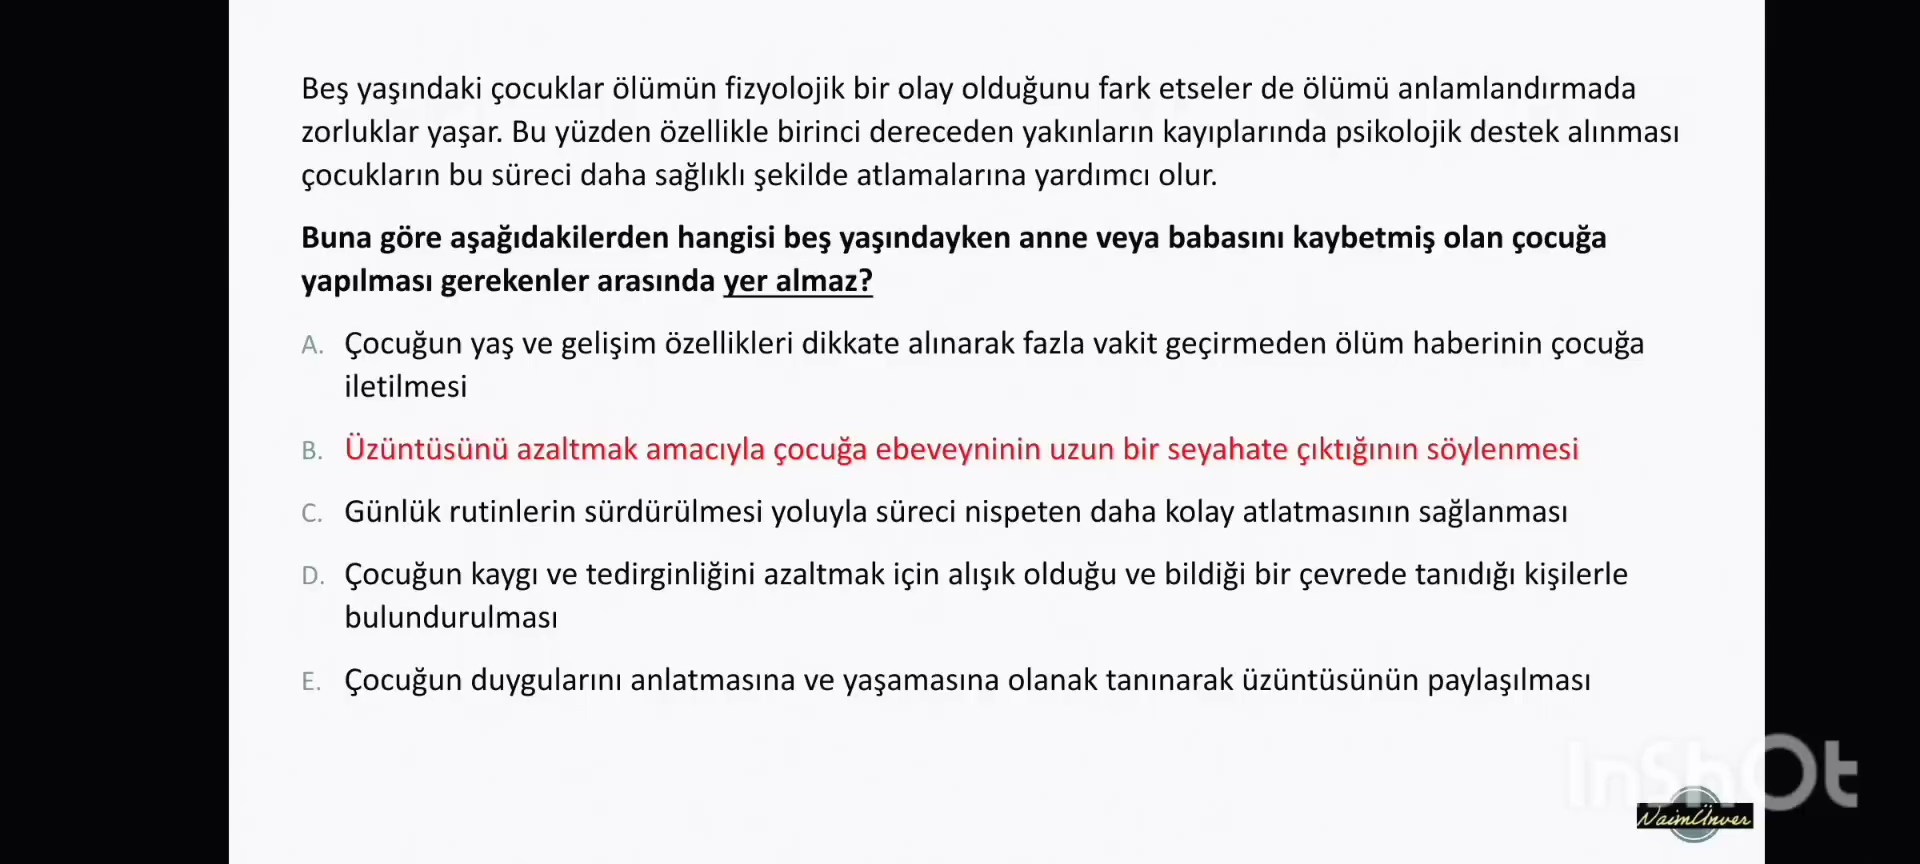 Beş yaşındaki çocuklar ölümün fizyolojik bir olay olduğunu fark etseler de ölümü anlamlandırmada
zorluklar yaşar. Bu yüzden özellikle birinci dereceden yakınların kayıplarında psikolojik destek alınması
çocukların bu süreci daha sağlıklı şekilde atlamalarına yardımcı olur.
Buna göre aşağıdakilerden hangisi beş yaşındayken anne veya babasını kaybetmiş olan çocuğa
yapılması gerekenler arasında yer almaz?
A. Çocuğun yaş ve gelişim özellikleri dikkate alınarak fazla vakit geçirmeden ölüm haberinin çocuğa
iletilmesi
B. Üzüntüsünü azaltmak amacıyla çocuğa ebeveyninin uzun bir seyahate çıktığının söylenmesi
C. Günlük rutinlerin sürdürülmesi yoluyla süreci nispeten daha kolay atlatmasının sağlanması
D. Çocuğun kaygı ve tedirginliğini azaltmak için alışık olduğu ve bildiği bir çevrede tanıdığı kişilerle
bulundurulması
E. Çocuğun duygularını anlatmasına ve yaşamasına olanak tanınarak üzüntüsünün paylaşılması
InShOt
NaimÜnver